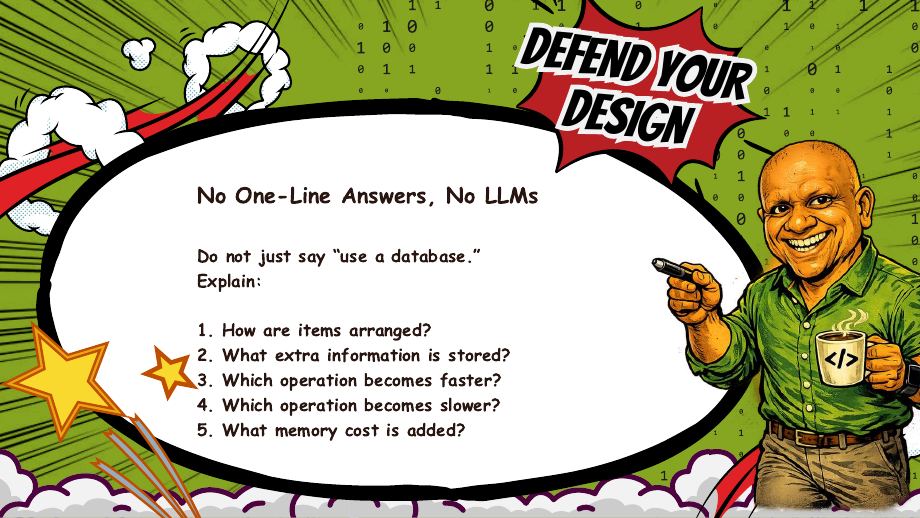 DEFEND YOUR
DESIGN
No One-Line Answers, No LLMs
Do not just say “use a database.”
Explain:
1. How are items arranged?
2. What extra information is stored?
3. Which operation becomes faster?
4. Which operation becomes slower?
5. What memory cost is added?
</>